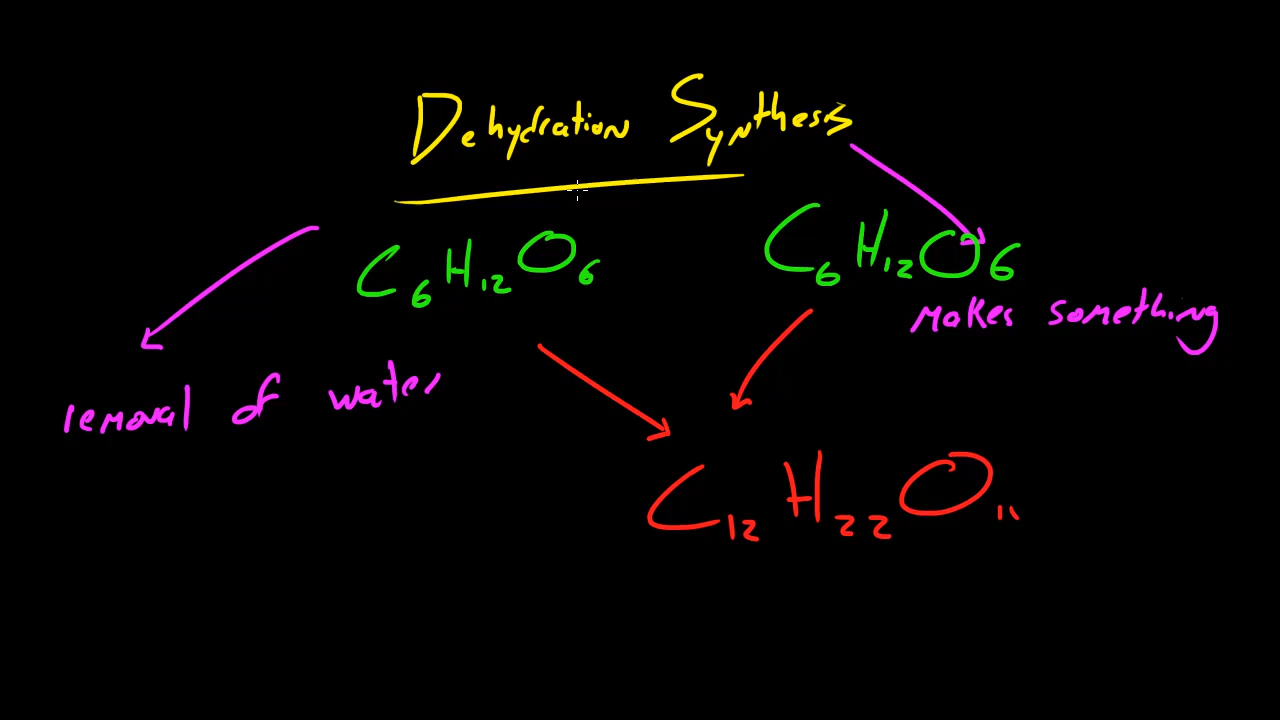 Dehydration Synthesis
C6H12O6 C6H12O6
makes something
removal of water
C12H22O11